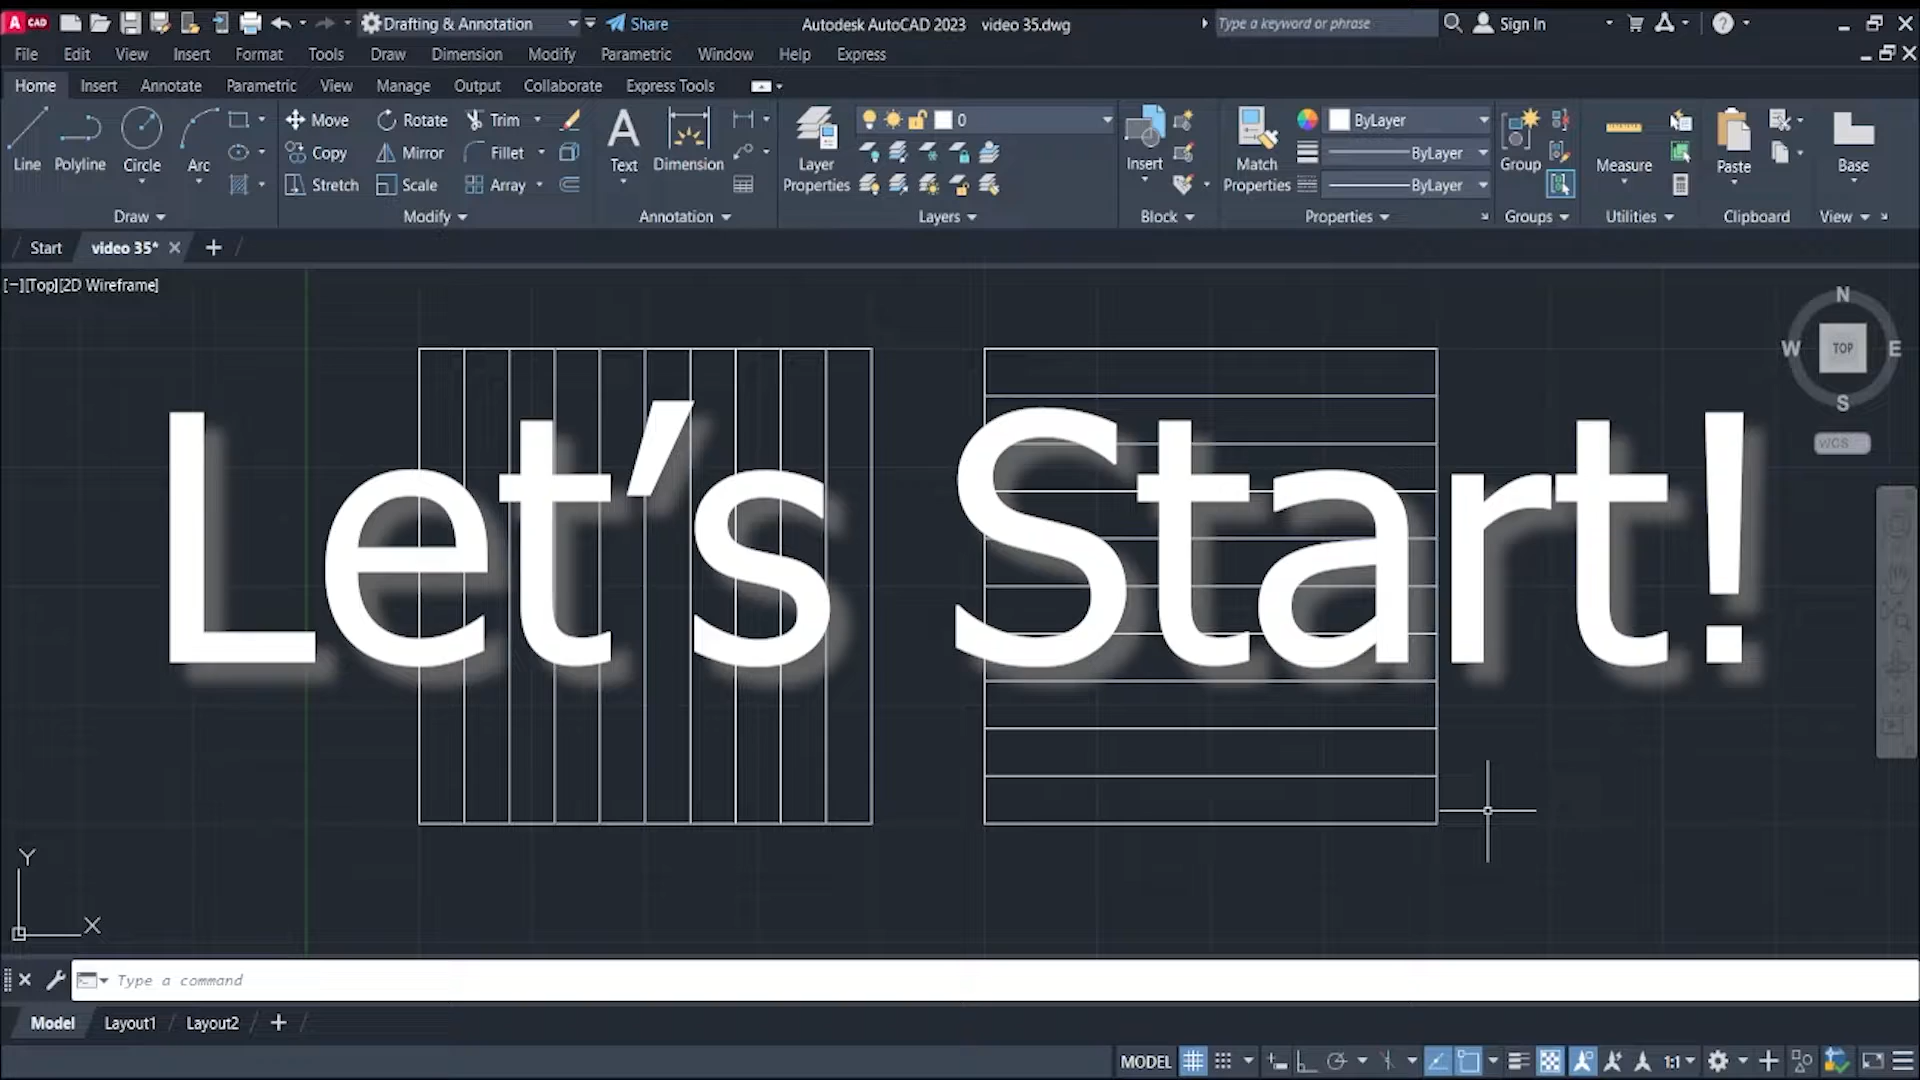 A CAD Drafting & Annotation Share Autodesk AutoCAD 2023 video 35.dwg Type a keyword or phrase Sign In ?
File Edit View Insert Format Tools Draw Dimension Modify Parametric Window Help Express
Home Insert Annotate Parametric View Manage Output Collaborate Express Tools
Move Rotate Trim 0 ByLayer
Line Polyline Circle Arc Copy Mirror Fillet Text Dimension Layer Properties Insert Match Properties ByLayer Group Measure Paste Base
Stretch Scale Array ByLayer
Draw Modify Annotation Layers Block Properties Groups Utilities Clipboard View
Start video 35* +
[−][Top][2D Wireframe]
N
W TOP E
S
WCS
Let's Start!
Y
X
Type a command
Model Layout1 Layout2 +
MODEL 1:1